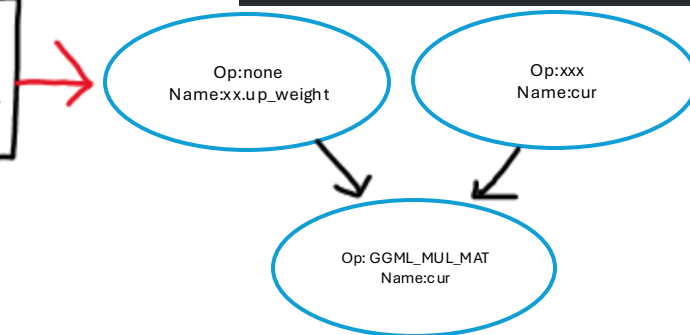 Op:none
Name:xx.up_weight
Op:xxx
Name:cur
Op: GGML_MUL_MAT
Name:cur